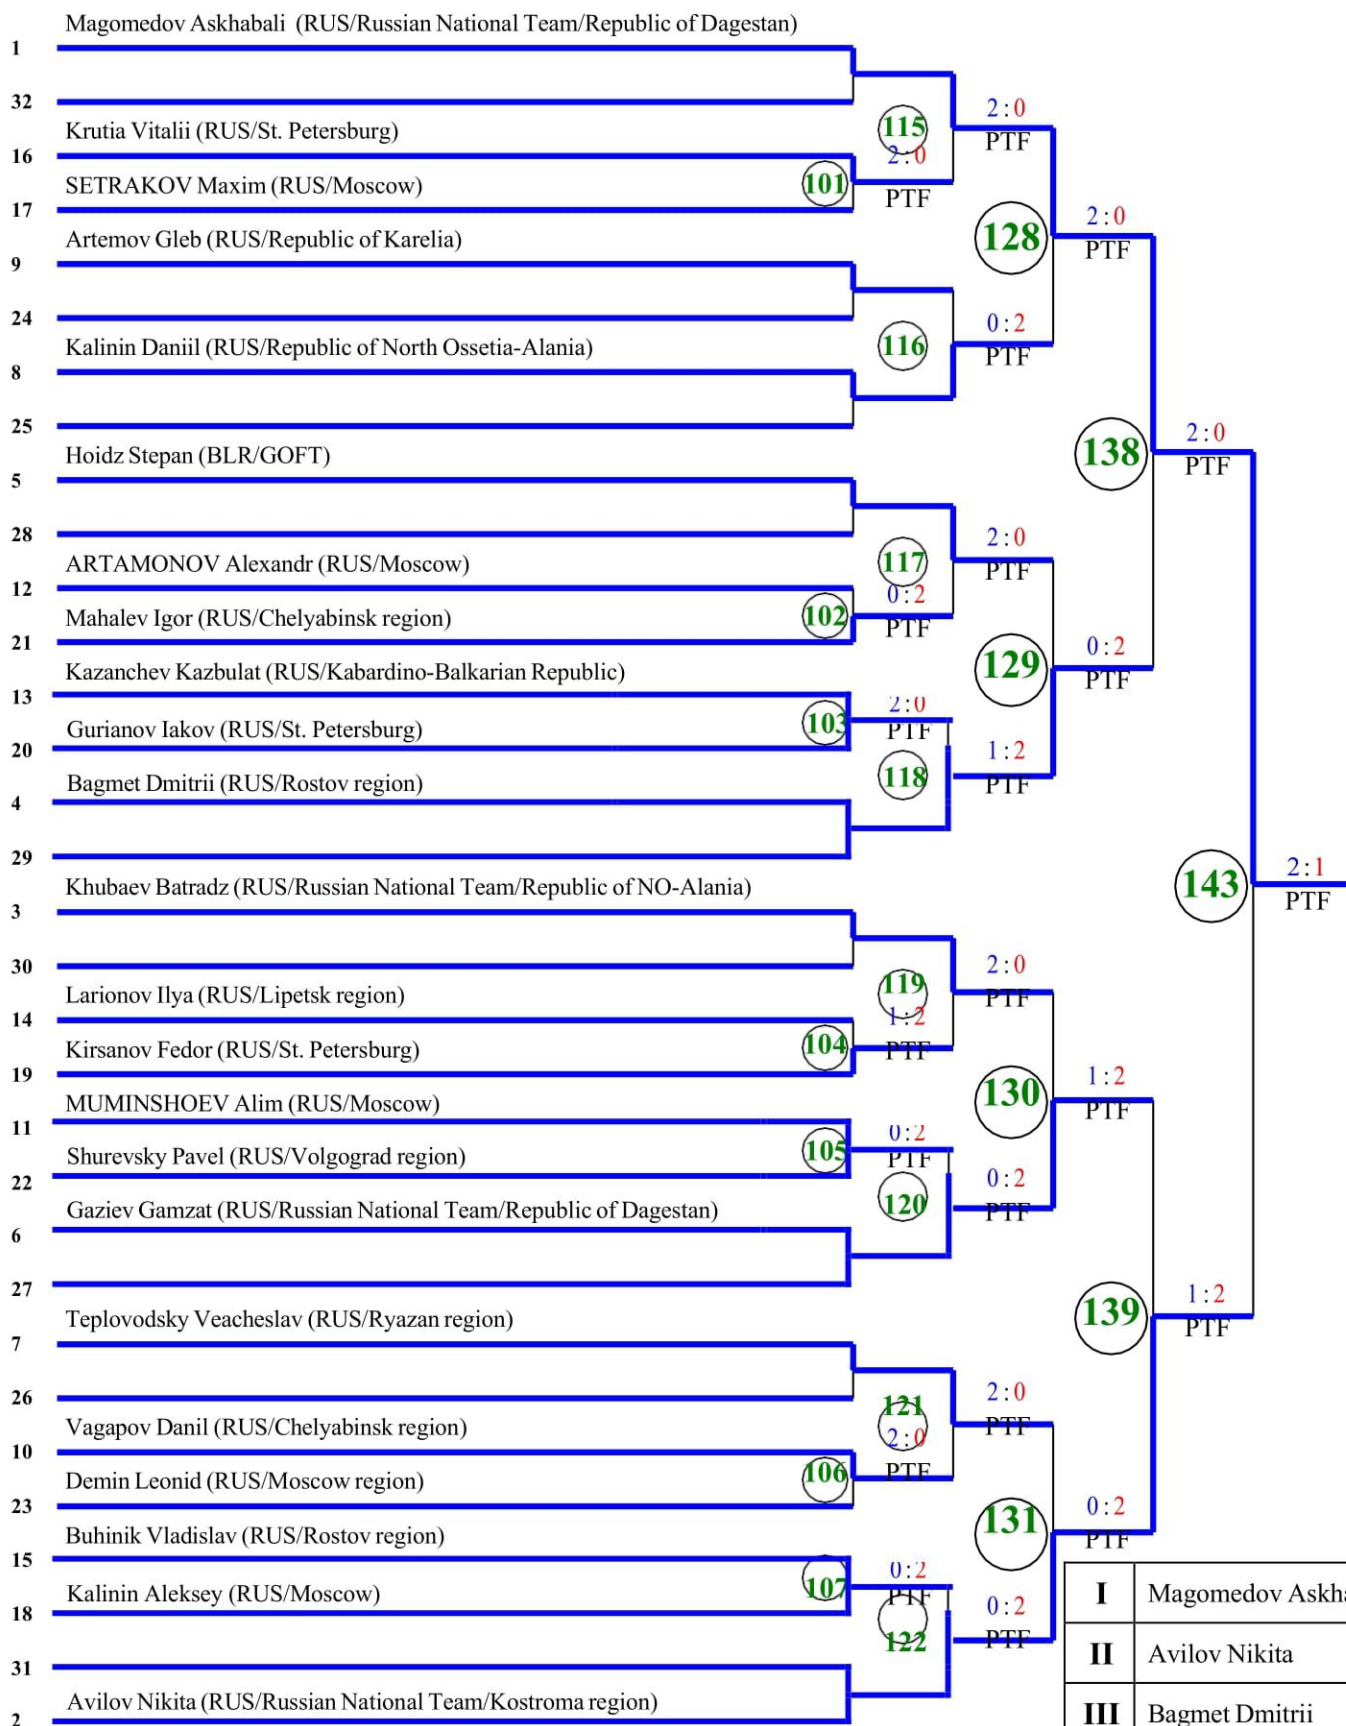 Magomedov Askhabali (RUS/Russian National Team/Republic of Dagestan)
1
32
2:0
115
PTF
Krutia Vitalii (RUS/St. Petersburg)
16
2:0
101
PTF
SETRAKOV Maxim (RUS/Moscow)
17
2:0
128
PTF
Artemov Gleb (RUS/Republic of Karelia)
9
24
0:2
116
PTF
Kalinin Daniil (RUS/Republic of North Ossetia-Alania)
8
25
2:0
138
PTF
Hoidz Stepan (BLR/GOFT)
5
28
2:0
117
PTF
ARTAMONOV Alexandr (RUS/Moscow)
12
0:2
102
PTF
Mahalev Igor (RUS/Chelyabinsk region)
21
0:2
129
PTF
Kazanchev Kazbulat (RUS/Kabardino-Balkarian Republic)
13
2:0
103
PTF
Gurianov Iakov (RUS/St. Petersburg)
20
1:2
118
PTF
Bagmet Dmitrii (RUS/Rostov region)
4
29
2:1
143
PTF
Khubaev Batradz (RUS/Russian National Team/Republic of NO-Alania)
3
30
2:0
119
PTF
Larionov Ilya (RUS/Lipetsk region)
14
1:2
104
PTF
Kirsanov Fedor (RUS/St. Petersburg)
19
1:2
130
PTF
MUMINSHOEV Alim (RUS/Moscow)
11
0:2
105
PTF
Shurevsky Pavel (RUS/Volgograd region)
22
0:2
120
PTF
Gaziev Gamzat (RUS/Russian National Team/Republic of Dagestan)
6
27
1:2
139
PTF
Teplovodsky Veacheslav (RUS/Ryazan region)
7
26
2:0
121
PTF
Vagapov Danil (RUS/Chelyabinsk region)
10
2:0
106
PTF
Demin Leonid (RUS/Moscow region)
23
0:2
131
PTF
Buhinik Vladislav (RUS/Rostov region)
15
0:2
107
PTF
Kalinin Aleksey (RUS/Moscow)
18
0:2
122
PTF
31
Avilov Nikita (RUS/Russian National Team/Kostroma region)
2
I Magomedov Askha
II Avilov Nikita
III Bagmet Dmitrii